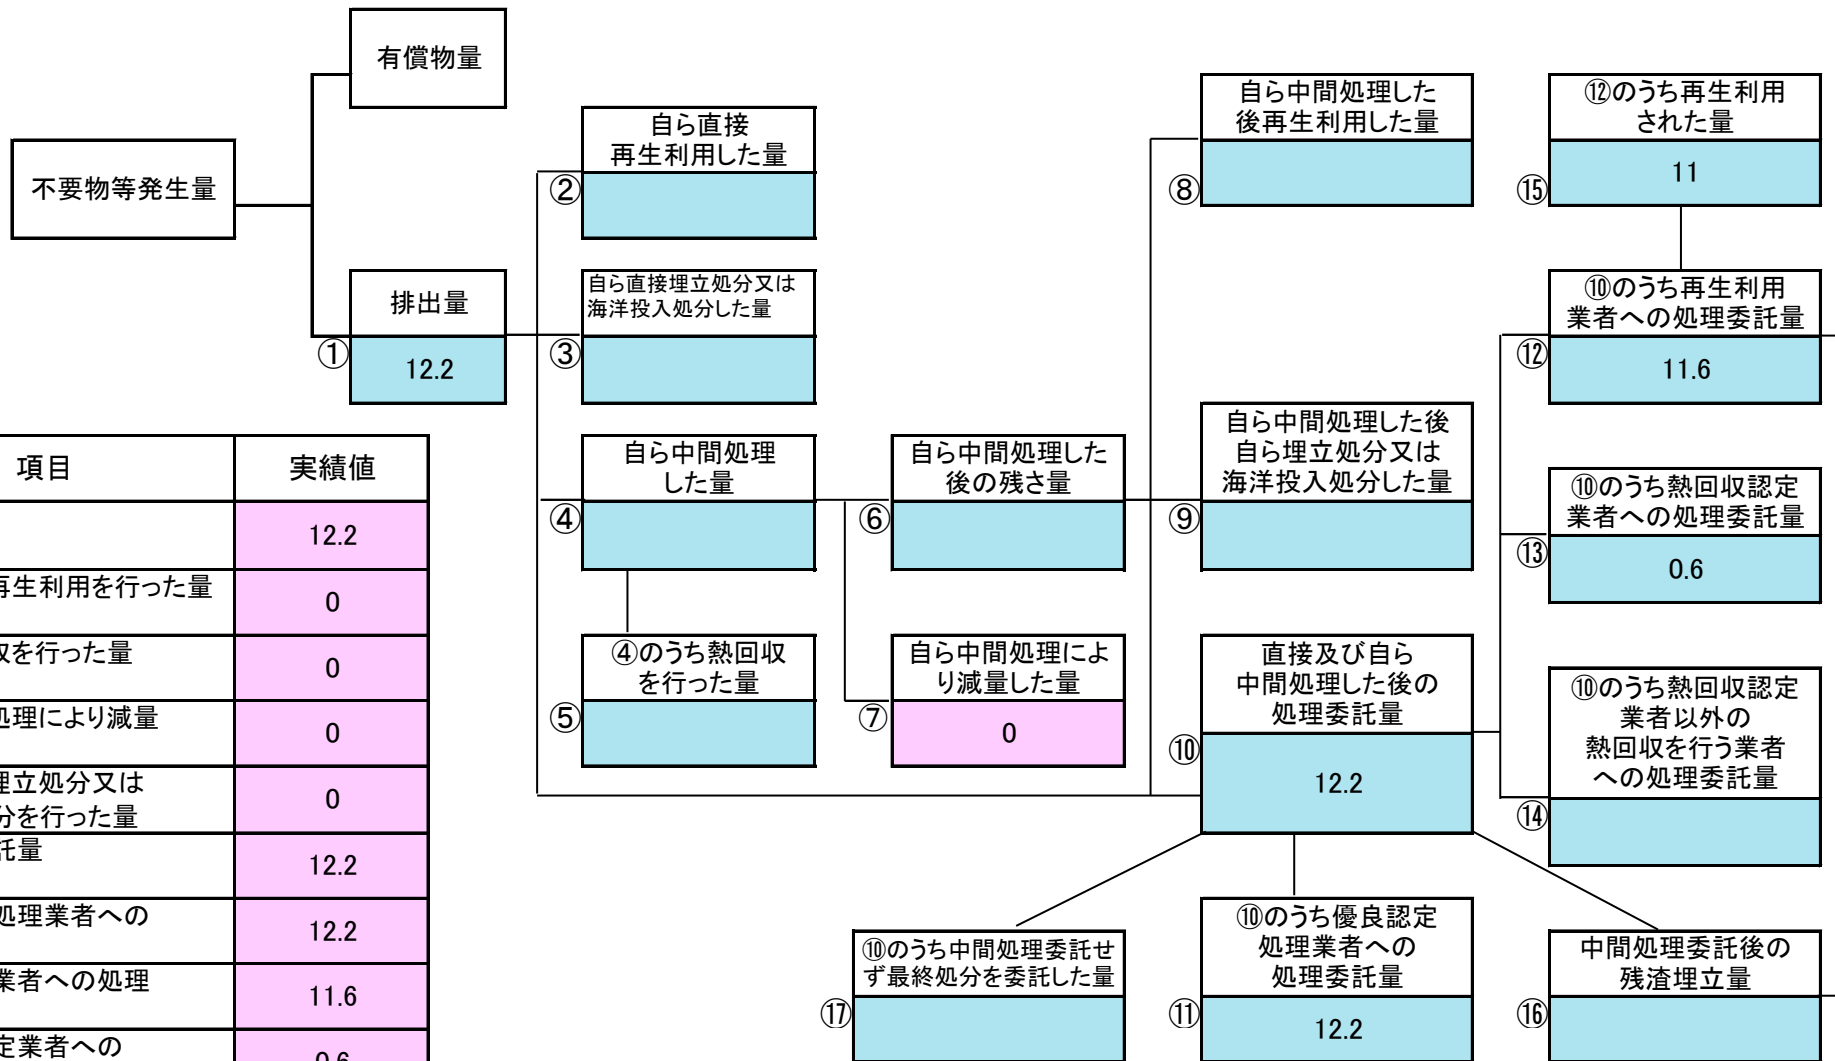 有償物量
不要物等発生量
排出量
①
12.2
自ら直接
再生利用した量
②
自ら直接埋立処分又は
海洋投入処分した量
③
自ら中間処理
した量
④
④のうち熱回収
を行った量
⑤
自ら中間処理した
後の残さ量
⑥
自ら中間処理によ
り減量した量
⑦
0
自ら中間処理した
後再生利用した量
⑧
自ら中間処理した後
自ら埋立処分又は
海洋投入処分した量
⑨
直接及び自ら
中間処理した後の
処理委託量
⑩
12.2
⑩のうち優良認定
処理業者への
処理委託量
⑪
12.2
⑫のうち再生利用
された量
⑮
11
⑩のうち再生利用
業者への処理委託量
⑫
11.6
⑩のうち熱回収認定
業者への処理委託量
⑬
0.6
⑩のうち熱回収認定
業者以外の
熱回収を行う業者
への処理委託量
⑭
⑩のうち中間処理委託せ
ず最終処分を委託した量
⑰
中間処理委託後の
残渣埋立量
⑯
項目 実績値
12.2
再生利用を行った量 0
を行った量 0
処理により減量 0
埋立処分又は
分を行った量 0
託量 12.2
処理業者への 12.2
業者への処理 11.6
定業者への 0.6